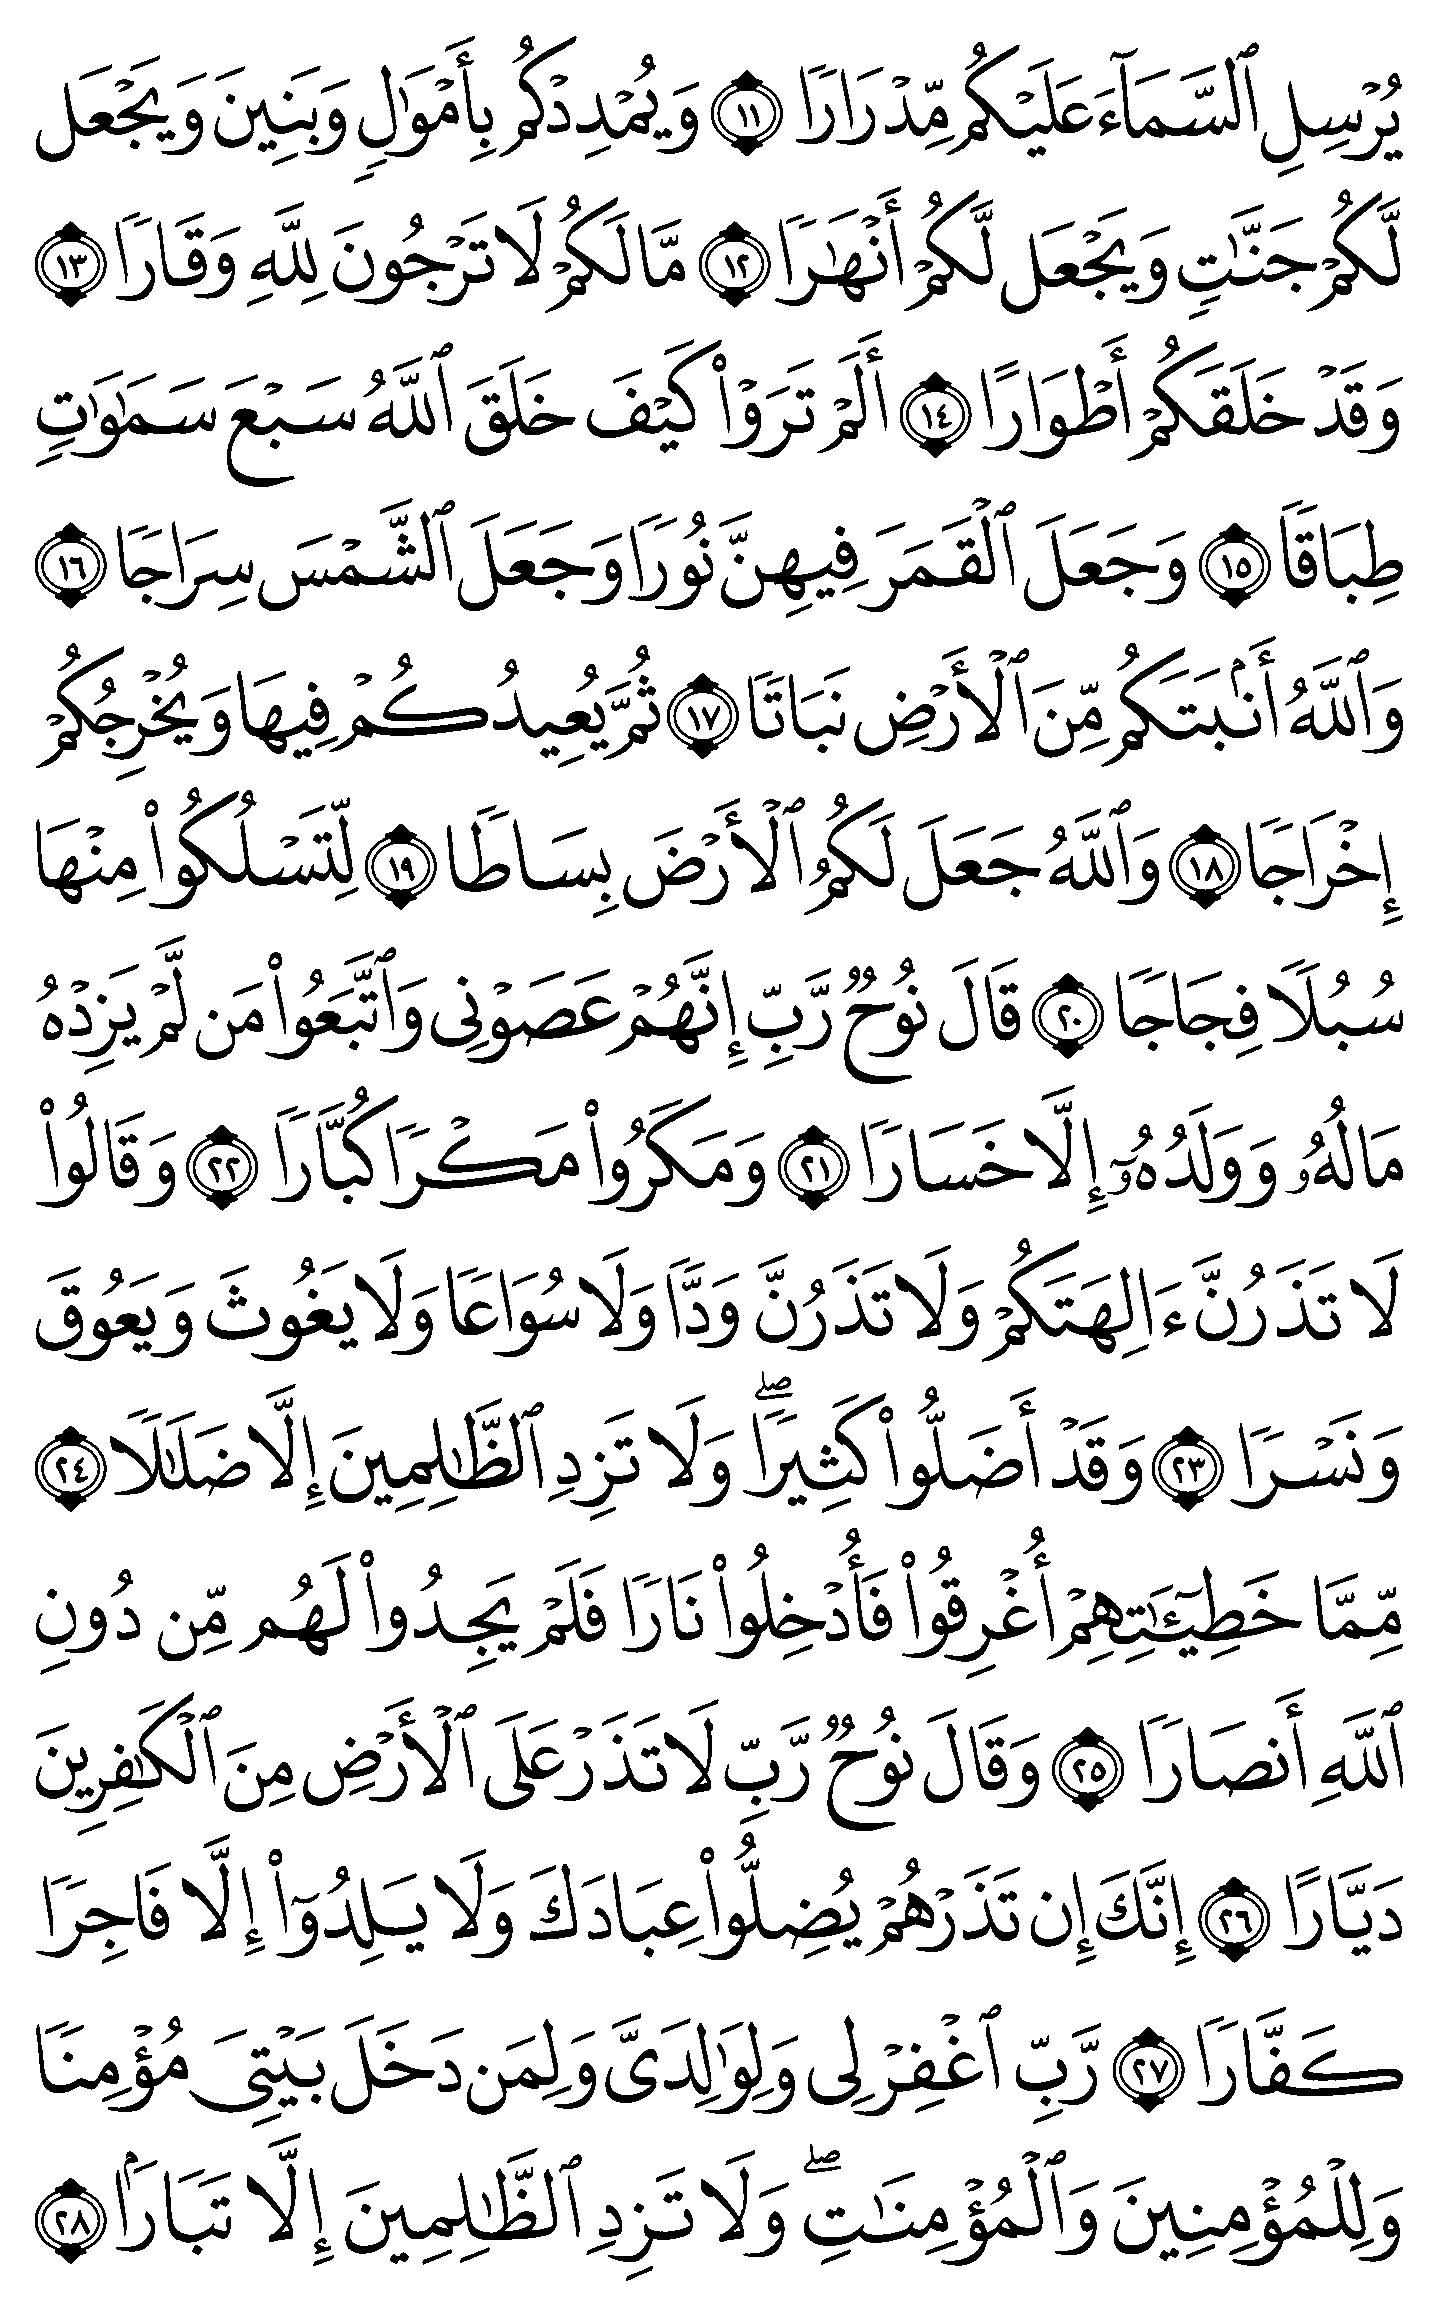 يُرْسِلِ ٱلسَّمَآءَ عَلَيْكُم مِّدْرَارًا ١١ وَيُمْدِدْكُم بِأَمْوَٰلٍ وَبَنِينَ وَيَجْعَل
لَّكُمْ جَنَّـٰتٍ وَيَجْعَل لَّكُمْ أَنْهَـٰرًا ١٢ مَّا لَكُمْ لَا تَرْجُونَ لِلَّهِ وَقَارًا ١٣
وَقَدْ خَلَقَكُمْ أَطْوَارًا ١٤ أَلَمْ تَرَوْا۟ كَيْفَ خَلَقَ ٱللَّهُ سَبْعَ سَمَـٰوَٰتٍ
طِبَاقًا ١٥ وَجَعَلَ ٱلْقَمَرَ فِيهِنَّ نُورًا وَجَعَلَ ٱلشَّمْسَ سِرَاجًا ١٦
وَٱللَّهُ أَنۢبَتَكُم مِّنَ ٱلْأَرْضِ نَبَاتًا ١٧ ثُمَّ يُعِيدُكُمْ فِيهَا وَيُخْرِجُكُمْ
إِخْرَاجًا ١٨ وَٱللَّهُ جَعَلَ لَكُمُ ٱلْأَرْضَ بِسَاطًا ١٩ لِّتَسْلُكُوا۟ مِنْهَا
سُبُلًا فِجَاجًا ٢٠ قَالَ نُوحٌ رَّبِّ إِنَّهُمْ عَصَوْنِى وَٱتَّبَعُوا۟ مَن لَّمْ يَزِدْهُ
مَالُهُۥ وَوَلَدُهُۥٓ إِلَّا خَسَارًا ٢١ وَمَكَرُوا۟ مَكْرًا كُبَّارًا ٢٢ وَقَالُوا۟
لَا تَذَرُنَّ ءَالِهَتَكُمْ وَلَا تَذَرُنَّ وَدًّا وَلَا سُوَاعًا وَلَا يَغُوثَ وَيَعُوقَ
وَنَسْرًا ٢٣ وَقَدْ أَضَلُّوا۟ كَثِيرًا ۖ وَلَا تَزِدِ ٱلظَّـٰلِمِينَ إِلَّا ضَلَـٰلًا ٢٤
مِّمَّا خَطِيٓـَٔـٰتِهِمْ أُغْرِقُوا۟ فَأُدْخِلُوا۟ نَارًا فَلَمْ يَجِدُوا۟ لَهُم مِّن دُونِ
ٱللَّهِ أَنصَارًا ٢٥ وَقَالَ نُوحٌ رَّبِّ لَا تَذَرْ عَلَى ٱلْأَرْضِ مِنَ ٱلْكَـٰفِرِينَ
دَيَّارًا ٢٦ إِنَّكَ إِن تَذَرْهُمْ يُضِلُّوا۟ عِبَادَكَ وَلَا يَلِدُوٓا۟ إِلَّا فَاجِرًا
كَفَّارًا ٢٧ رَّبِّ ٱغْفِرْ لِى وَلِوَٰلِدَىَّ وَلِمَن دَخَلَ بَيْتِىَ مُؤْمِنًا
وَلِلْمُؤْمِنِينَ وَٱلْمُؤْمِنَـٰتِ ۖ وَلَا تَزِدِ ٱلظَّـٰلِمِينَ إِلَّا تَبَارًۢا ٢٨